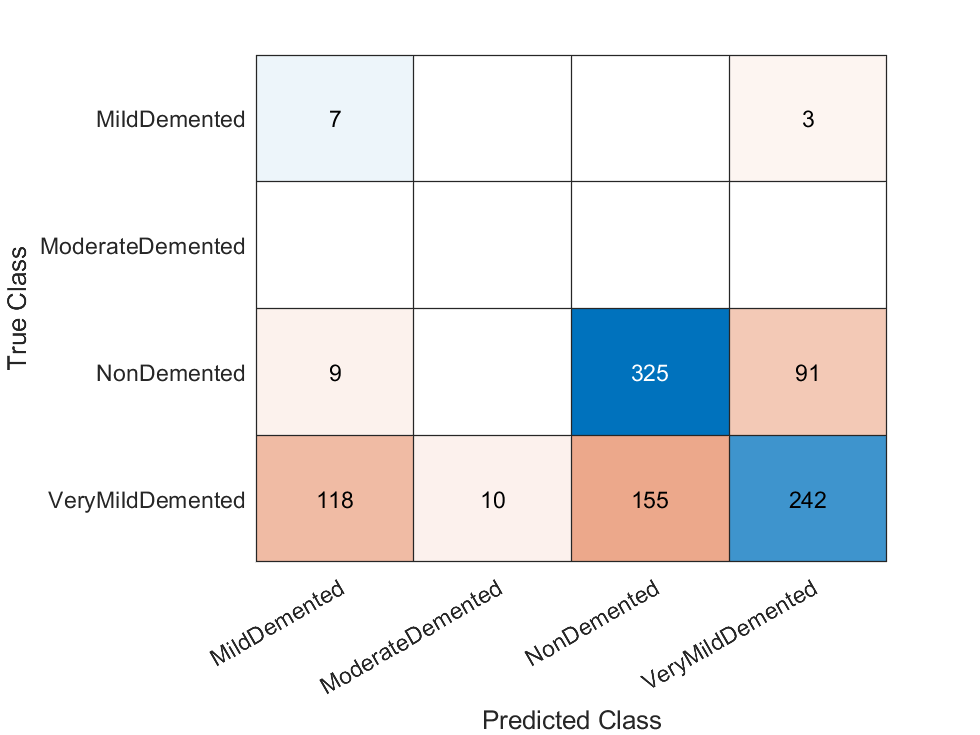 MildDemented 7 3
ModerateDemented
NonDemented 9 325 91
VeryMildDemented 118 10 155 242
MildDemented ModerateDemented NonDemented VeryMildDemented
Predicted Class
True Class